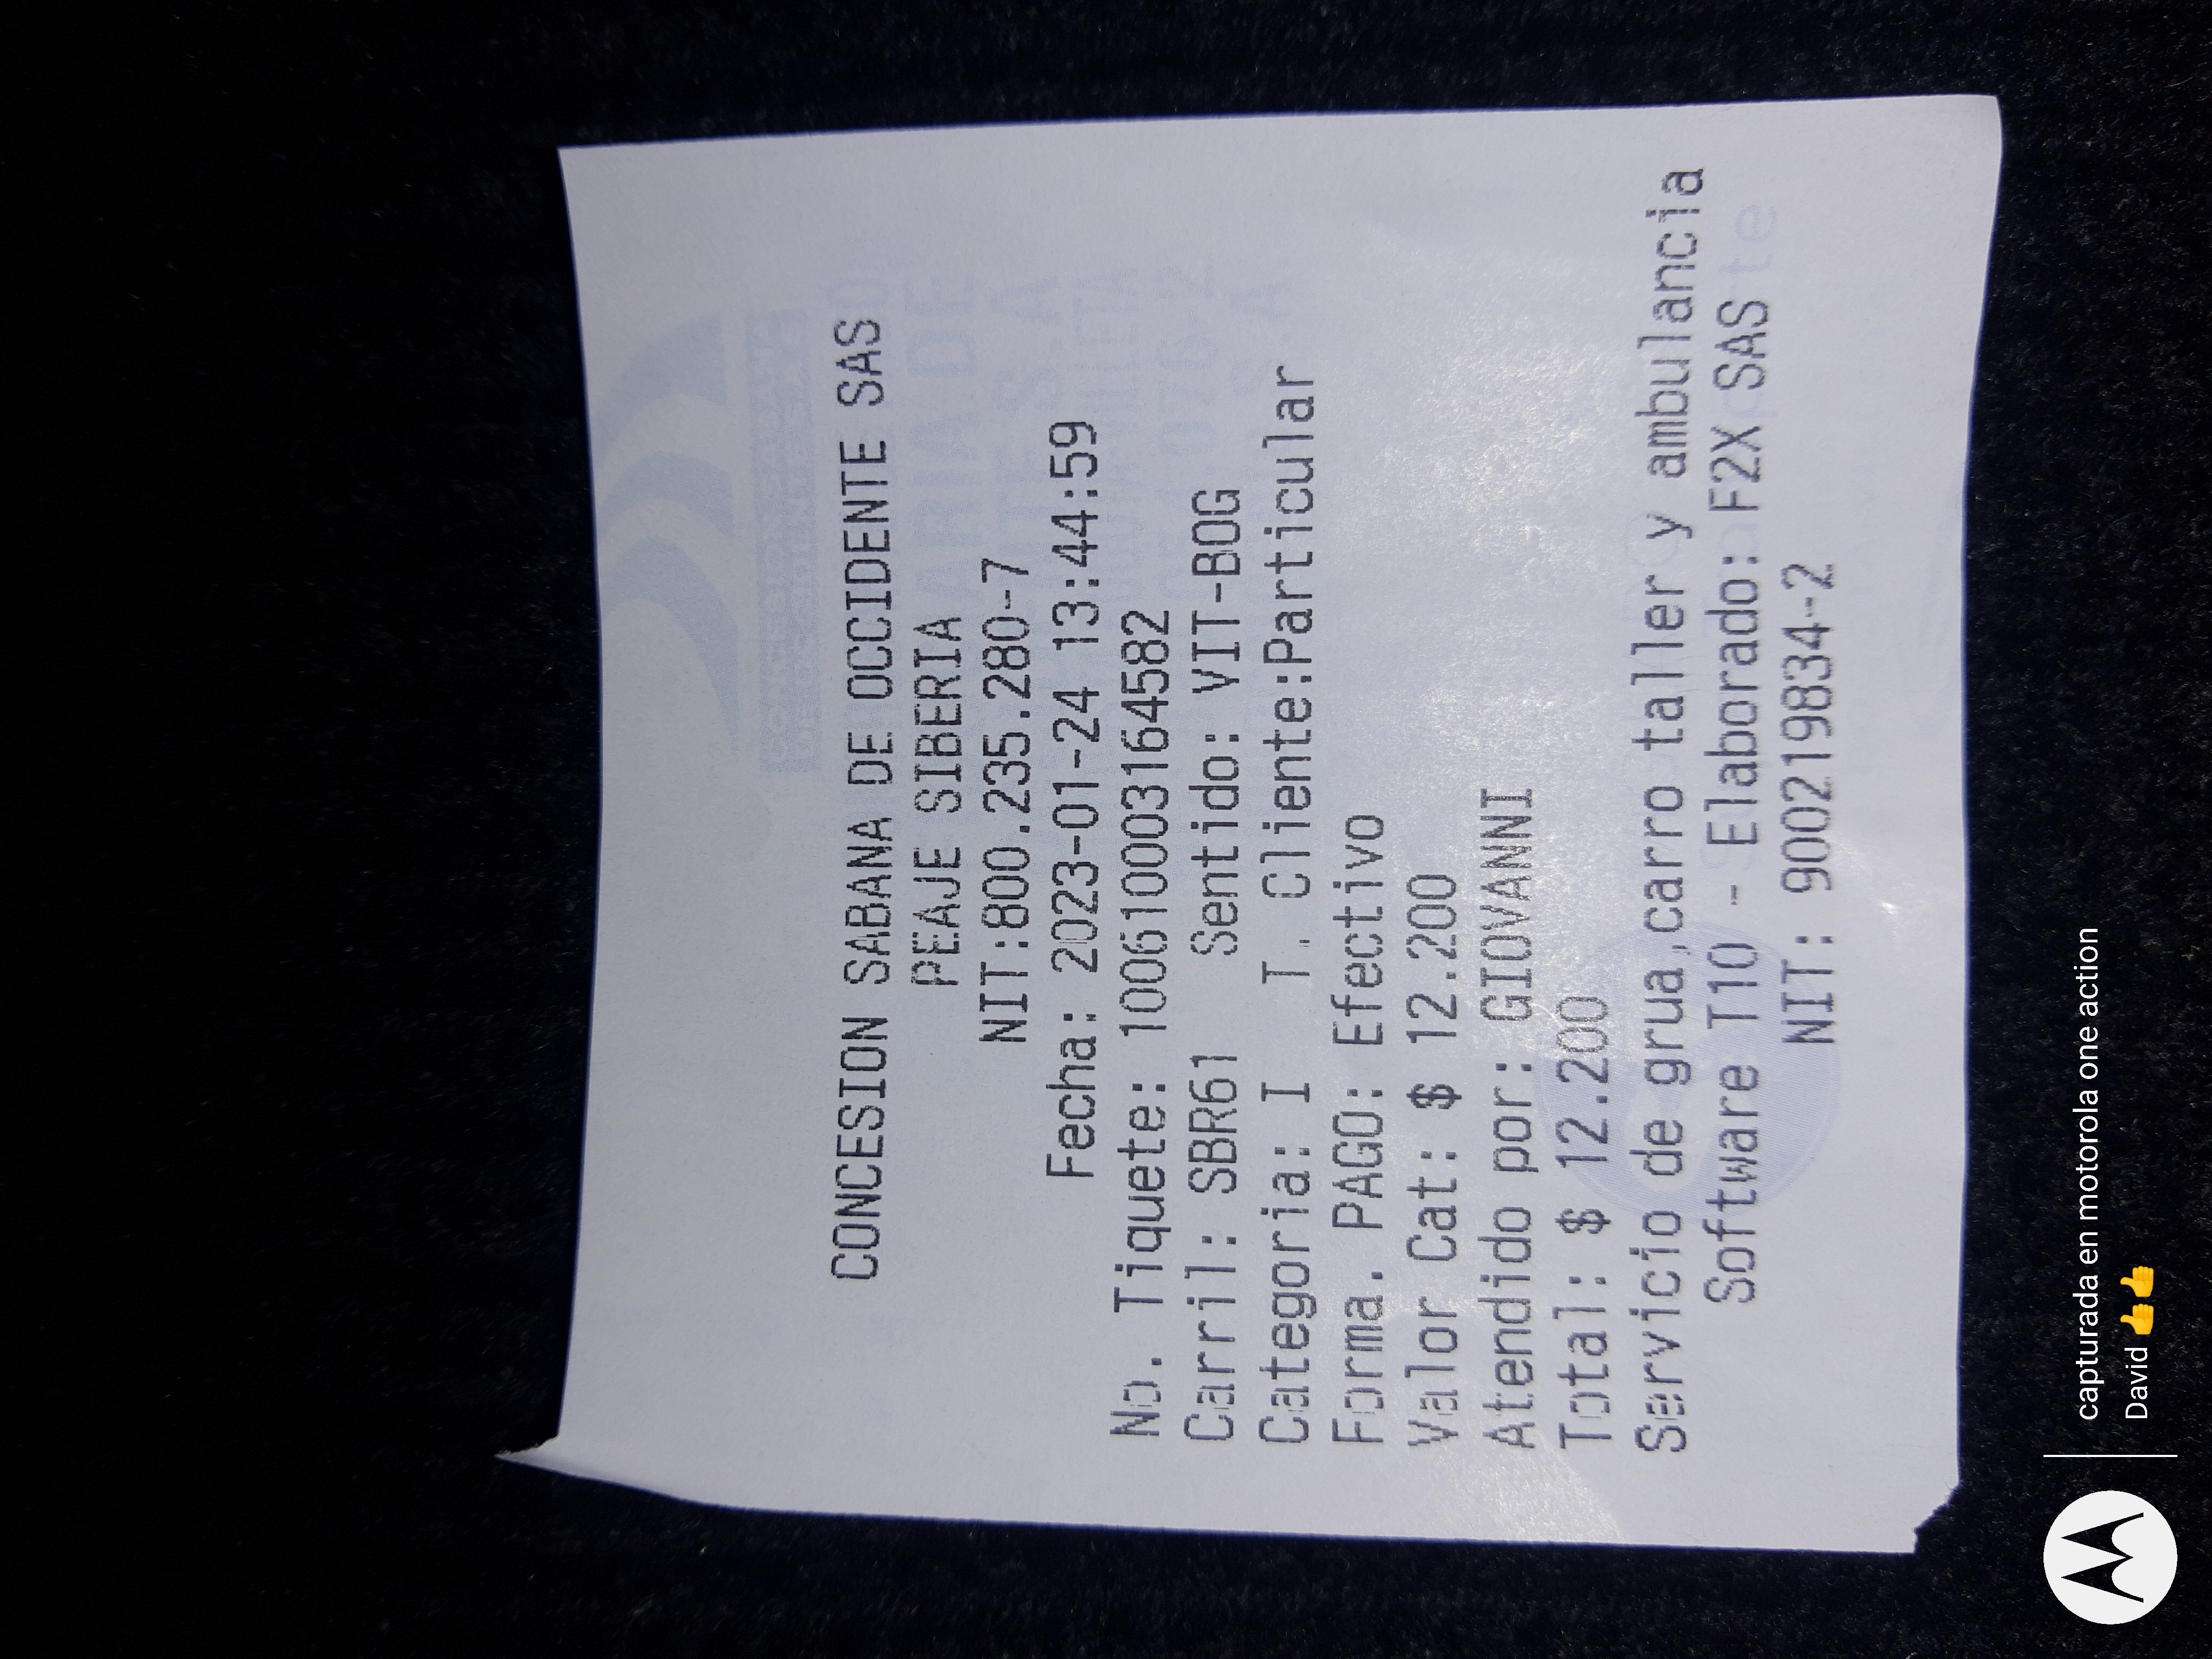 CONCESION SABANA DE OCCIDENTE SAS
PEAJE SIBERIA
NIT:800.235.280-7
Fecha: 2023-01-24 13:44:59
No. Tiquete: 1006100003164582
Carril: SBR61 Sentido: VIT-BOG
Categoria: I T. Cliente:Particular
Forma. PAGO: Efectivo
Valor Cat: $ 12.200
Atendido por: GIOVANNI
Total: $ 12.200
Servicio de grua,carro taller y ambulancia
Software T10 - Elaborado: F2X SAS
NIT: 900219834-2
capturada en motorola one action
David 👍👍